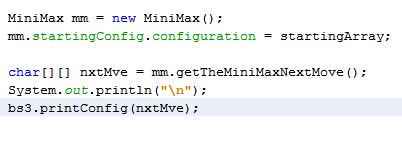 MiniMax mm = new MiniMax();
mm.startingConfig.configuration = startingArray;
char[][] nxtMve = mm.getTheMiniMaxNextMove();
System.out.println("\n");
bs3.printConfig(nxtMve);